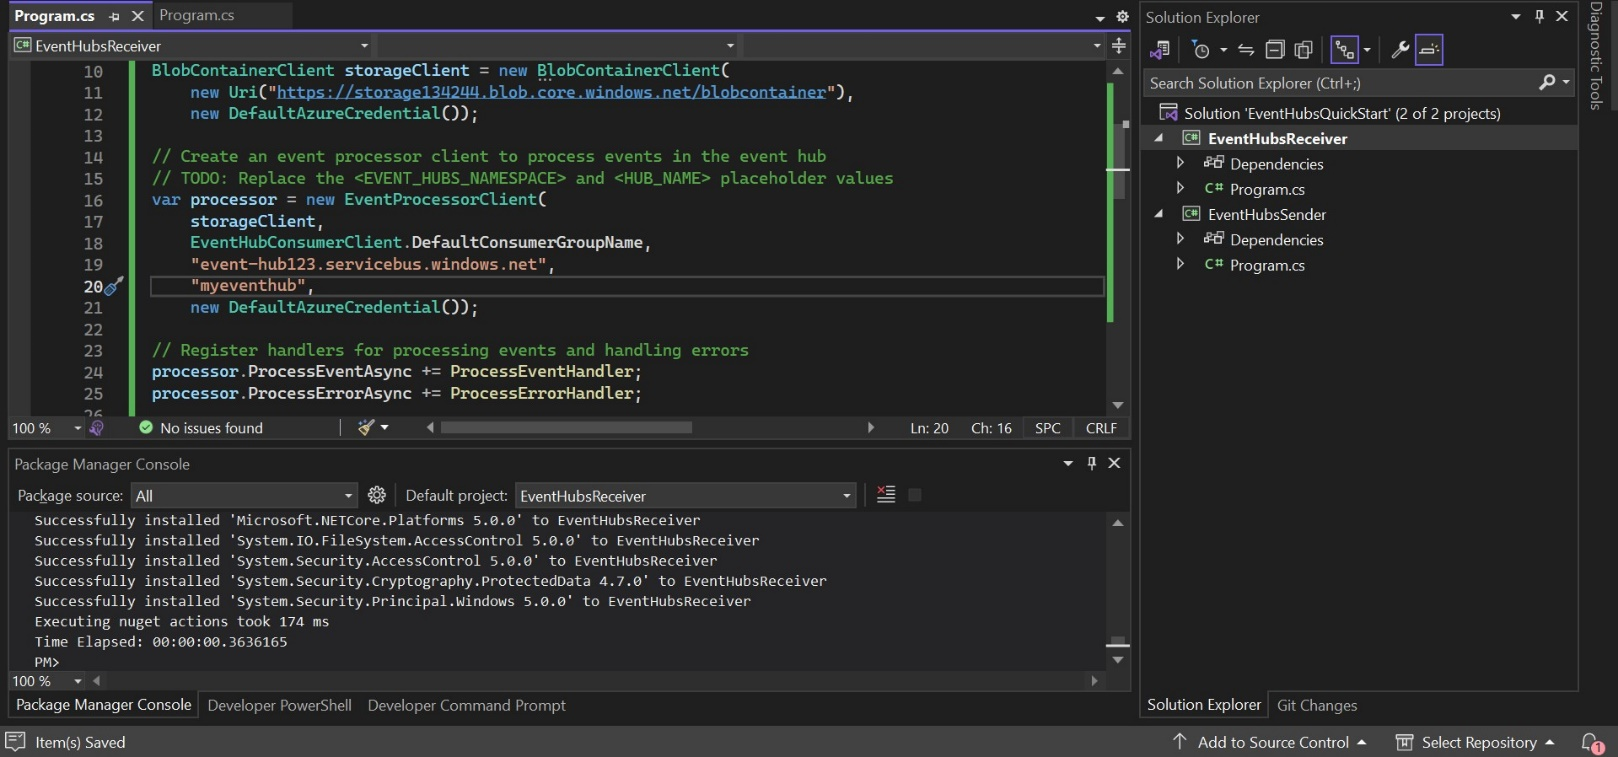 Program.cs
Program.cs
EventHubsReceiver
10 BlobContainerClient storageClient = new BlobContainerClient(
11 new Uri("https://storage134244.blob.core.windows.net/blobcontainer"),
12 new DefaultAzureCredential());
13
14 // Create an event processor client to process events in the event hub
15 // TODO: Replace the <EVENT_HUBS_NAMESPACE> and <HUB_NAME> placeholder values
16 var processor = new EventProcessorClient(
17 storageClient,
18 EventHubConsumerClient.DefaultConsumerGroupName,
19 "event-hub123.servicebus.windows.net",
20 "myeventhub",
21 new DefaultAzureCredential());
22
23 // Register handlers for processing events and handling errors
24 processor.ProcessEventAsync += ProcessEventHandler;
25 processor.ProcessErrorAsync += ProcessErrorHandler;
26
100 % No issues found Ln: 20 Ch: 16 SPC CRLF
Package Manager Console
Package source: All Default project: EventHubsReceiver
Successfully installed 'Microsoft.NETCore.Platforms 5.0.0' to EventHubsReceiver
Successfully installed 'System.IO.FileSystem.AccessControl 5.0.0' to EventHubsReceiver
Successfully installed 'System.Security.AccessControl 5.0.0' to EventHubsReceiver
Successfully installed 'System.Security.Cryptography.ProtectedData 4.7.0' to EventHubsReceiver
Successfully installed 'System.Security.Principal.Windows 5.0.0' to EventHubsReceiver
Executing nuget actions took 174 ms
Time Elapsed: 00:00:00.3636165
PM>
100 %
Package Manager Console Developer PowerShell Developer Command Prompt
Solution Explorer
Search Solution Explorer (Ctrl+;)
Solution 'EventHubsQuickStart' (2 of 2 projects)
C# EventHubsReceiver
Dependencies
C# Program.cs
C# EventHubsSender
Dependencies
C# Program.cs
Solution Explorer Git Changes
Diagnostic Tools
Item(s) Saved Add to Source Control Select Repository 1